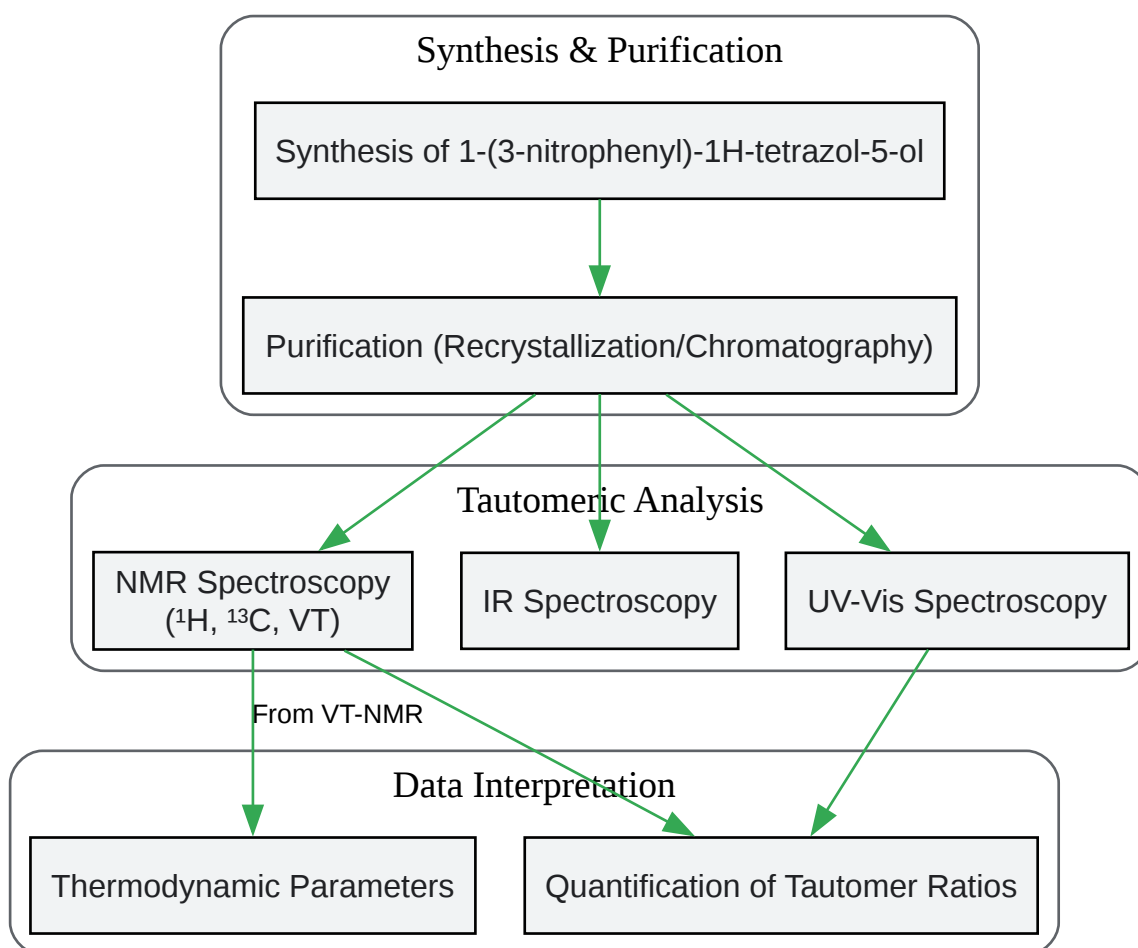 Synthesis & Purification
Synthesis of 1-(3-nitrophenyl)-1H-tetrazol-5-ol
Purification (Recrystallization/Chromatography)
Tautomeric Analysis
NMR Spectroscopy
(¹H, ¹³C, VT)
IR Spectroscopy
UV-Vis Spectroscopy
From VT-NMR
Data Interpretation
Thermodynamic Parameters
Quantification of Tautomer Ratios